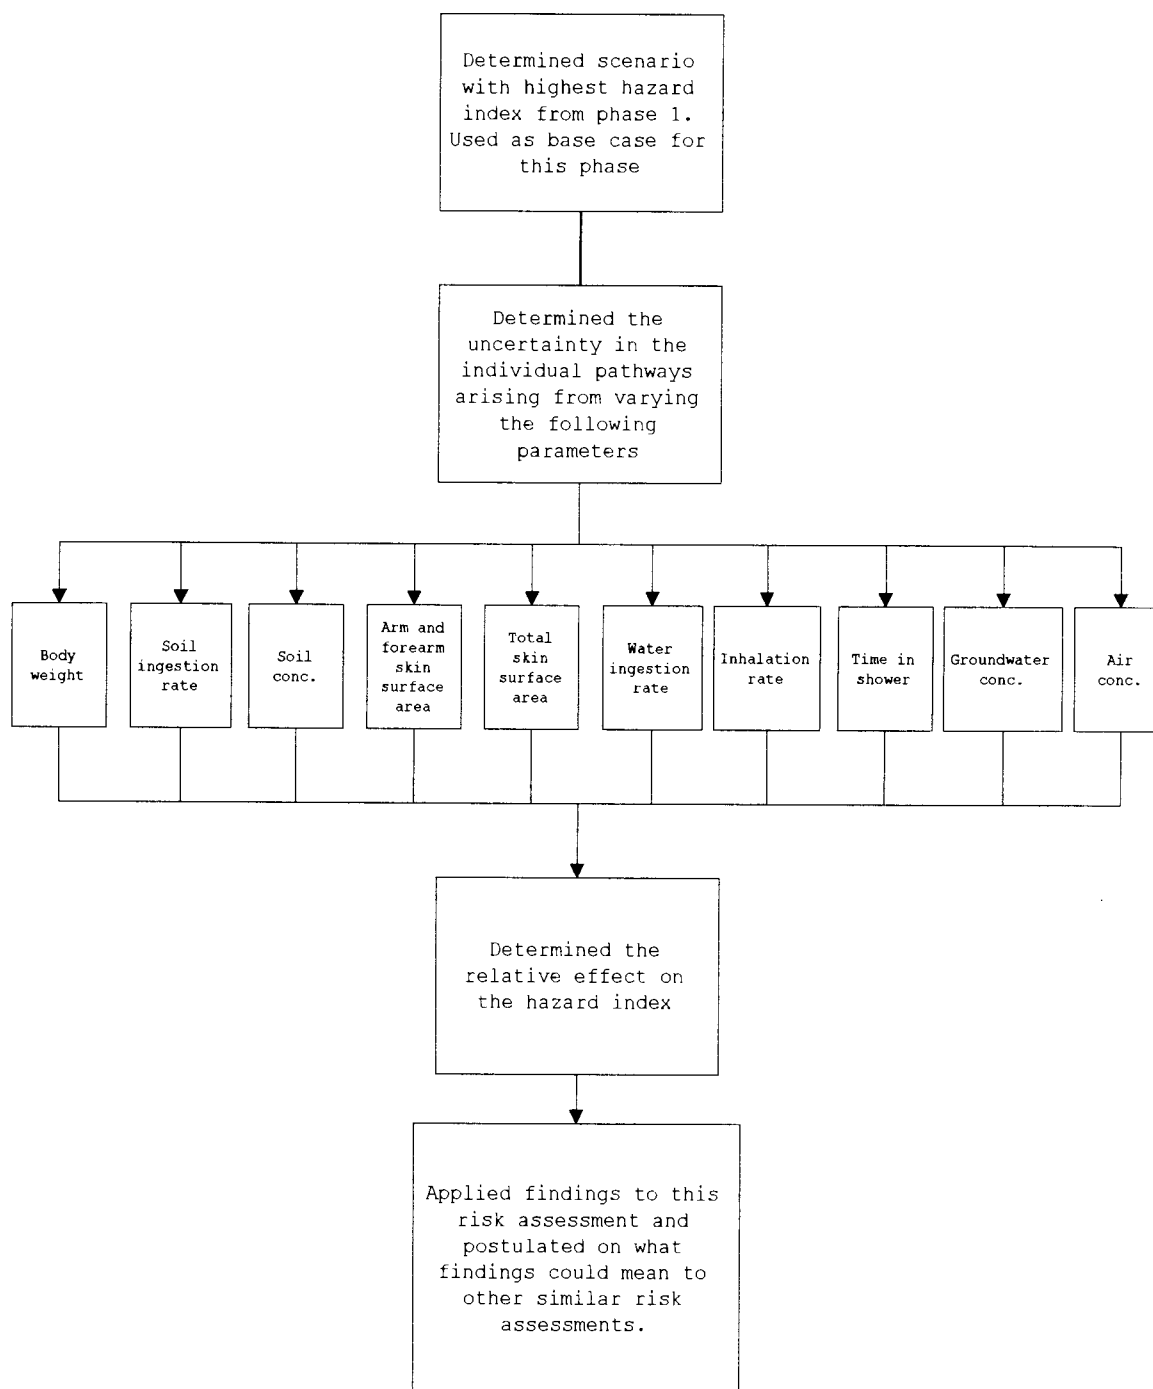 Determined scenario
with highest hazard
index from phase 1.
Used as base case for
this phase
Determined the
uncertainty in the
individual pathways
arising from varying
the following
parameters
Body
weight
Soil
ingestion
rate
Soil
conc.
Arm and
forearm
skin
surface
area
Total
skin
surface
area
Water
ingestion
rate
Inhalation
rate
Time in
shower
Groundwater
conc.
Air
conc.
Determined the
relative effect on
the hazard index
Applied findings to this
risk assessment and
postulated on what
findings could mean to
other similar risk
assessments.